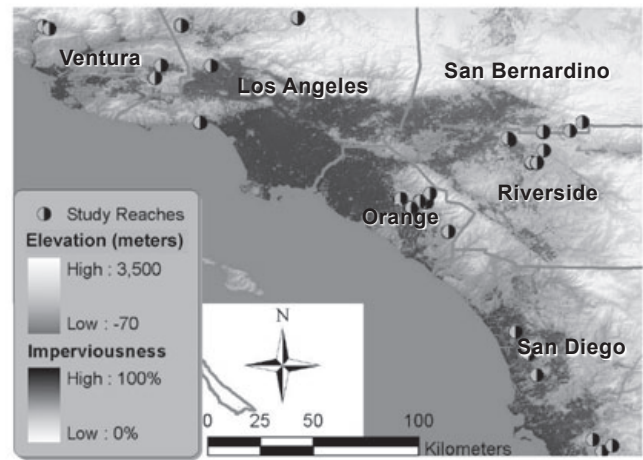 Ventura
Los Angeles
San Bernardino
Riverside
Orange
San Diego
Study Reaches
Elevation (meters)
High : 3,500
Low : -70
Imperviousness
High : 100%
Low : 0%
N
0 25 50 100
Kilometers